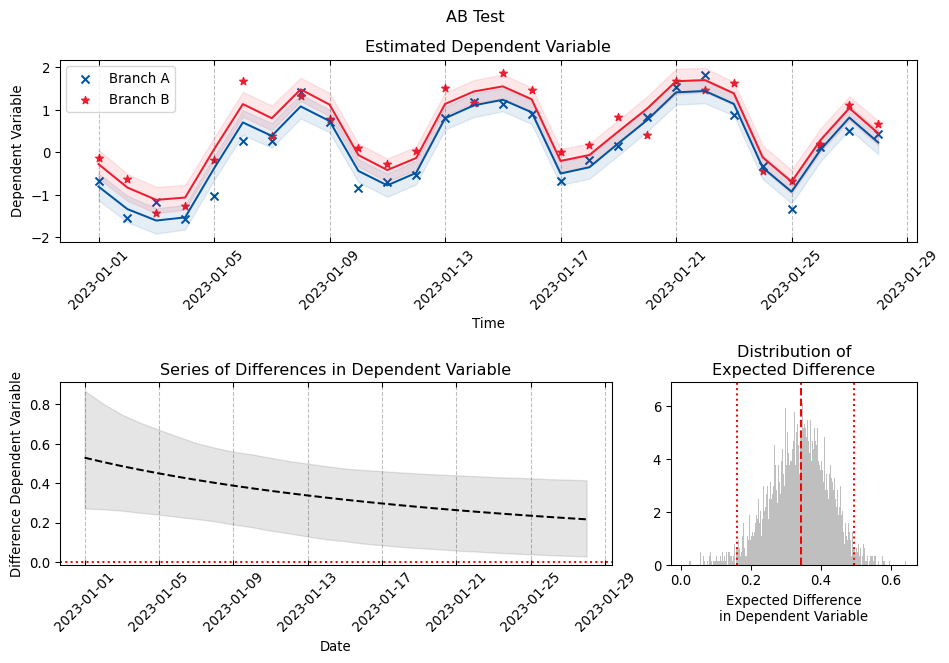 AB Test
Estimated Dependent Variable
Dependent Variable
2
1
0
−1
−2
Branch A
Branch B
2023-01-01
2023-01-05
2023-01-09
2023-01-13
2023-01-17
2023-01-21
2023-01-25
2023-01-29
Time
Series of Differences in Dependent Variable
Difference Dependent Variable
0.8
0.6
0.4
0.2
0.0
2023-01-01
2023-01-05
2023-01-09
2023-01-13
2023-01-17
2023-01-21
2023-01-25
2023-01-29
Date
Distribution of
Expected Difference
6
4
2
0
0.0
0.2
0.4
0.6
Expected Difference
in Dependent Variable